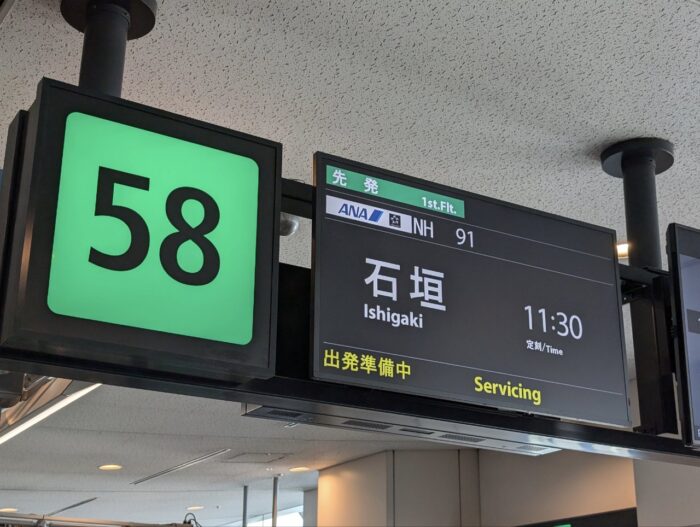 58
先発 1st.Flt.
ANA NH 91
石垣
Ishigaki
11:30
定刻/Time
出発準備中 Servicing